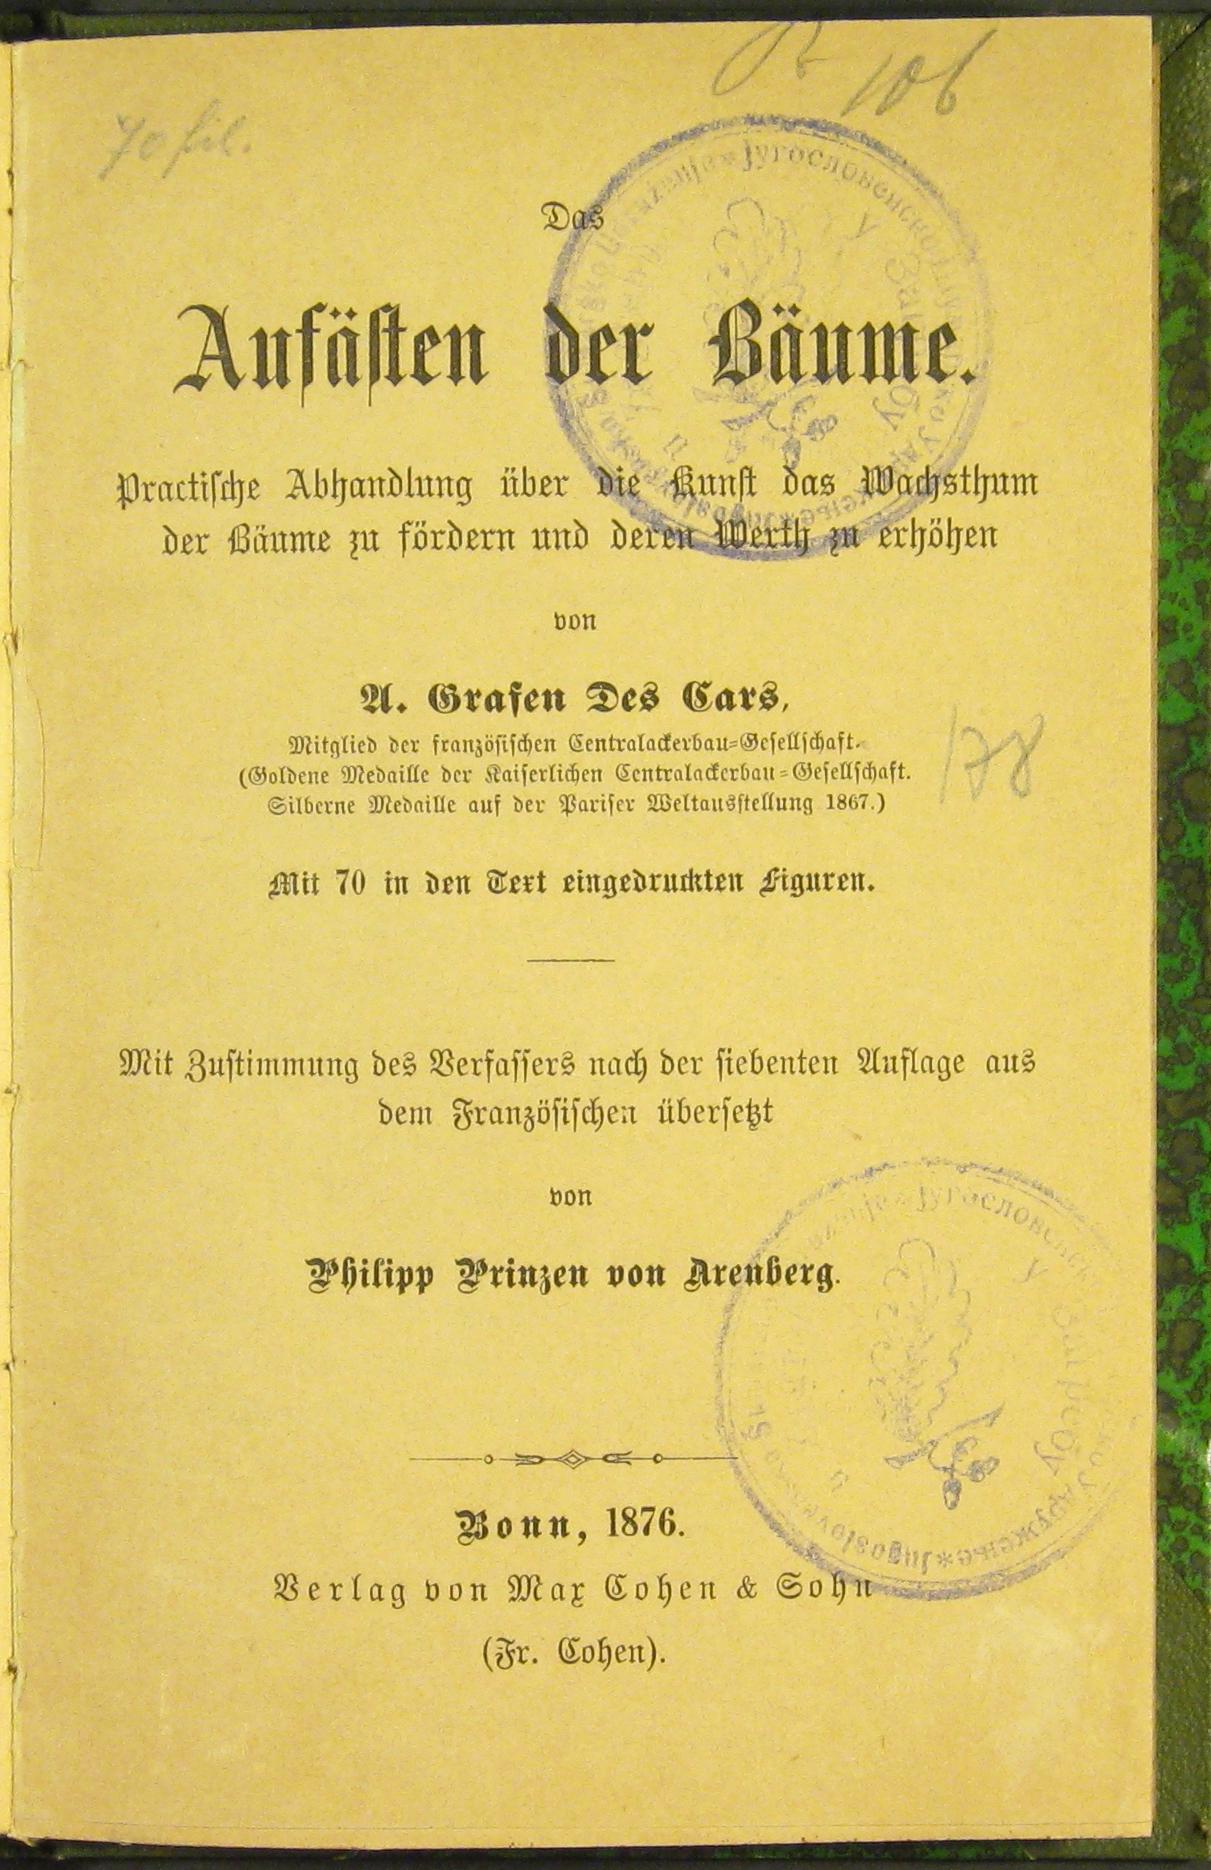 106
70 fil.
Das
Aufästen der Bäume.
Practische Abhandlung über die Kunst das Wachsthum
der Bäume zu fördern und deren Werth zu erhöhen
von
A. Grafen Des Cars,
Mitglied der französischen Centralackerbau=Gesellschaft.
(Goldene Medaille der Kaiserlichen Centralackerbau=Gesellschaft.
Silberne Medaille auf der Pariser Weltausstellung 1867.)
178
Mit 70 in den Text eingedruckten Figuren.
Mit Zustimmung des Verfassers nach der siebenten Auflage aus
dem Französischen übersetzt
von
Philipp Prinzen von Arenberg.
Bonn, 1876.
Verlag von Max Cohen & Sohn
(Fr. Cohen).